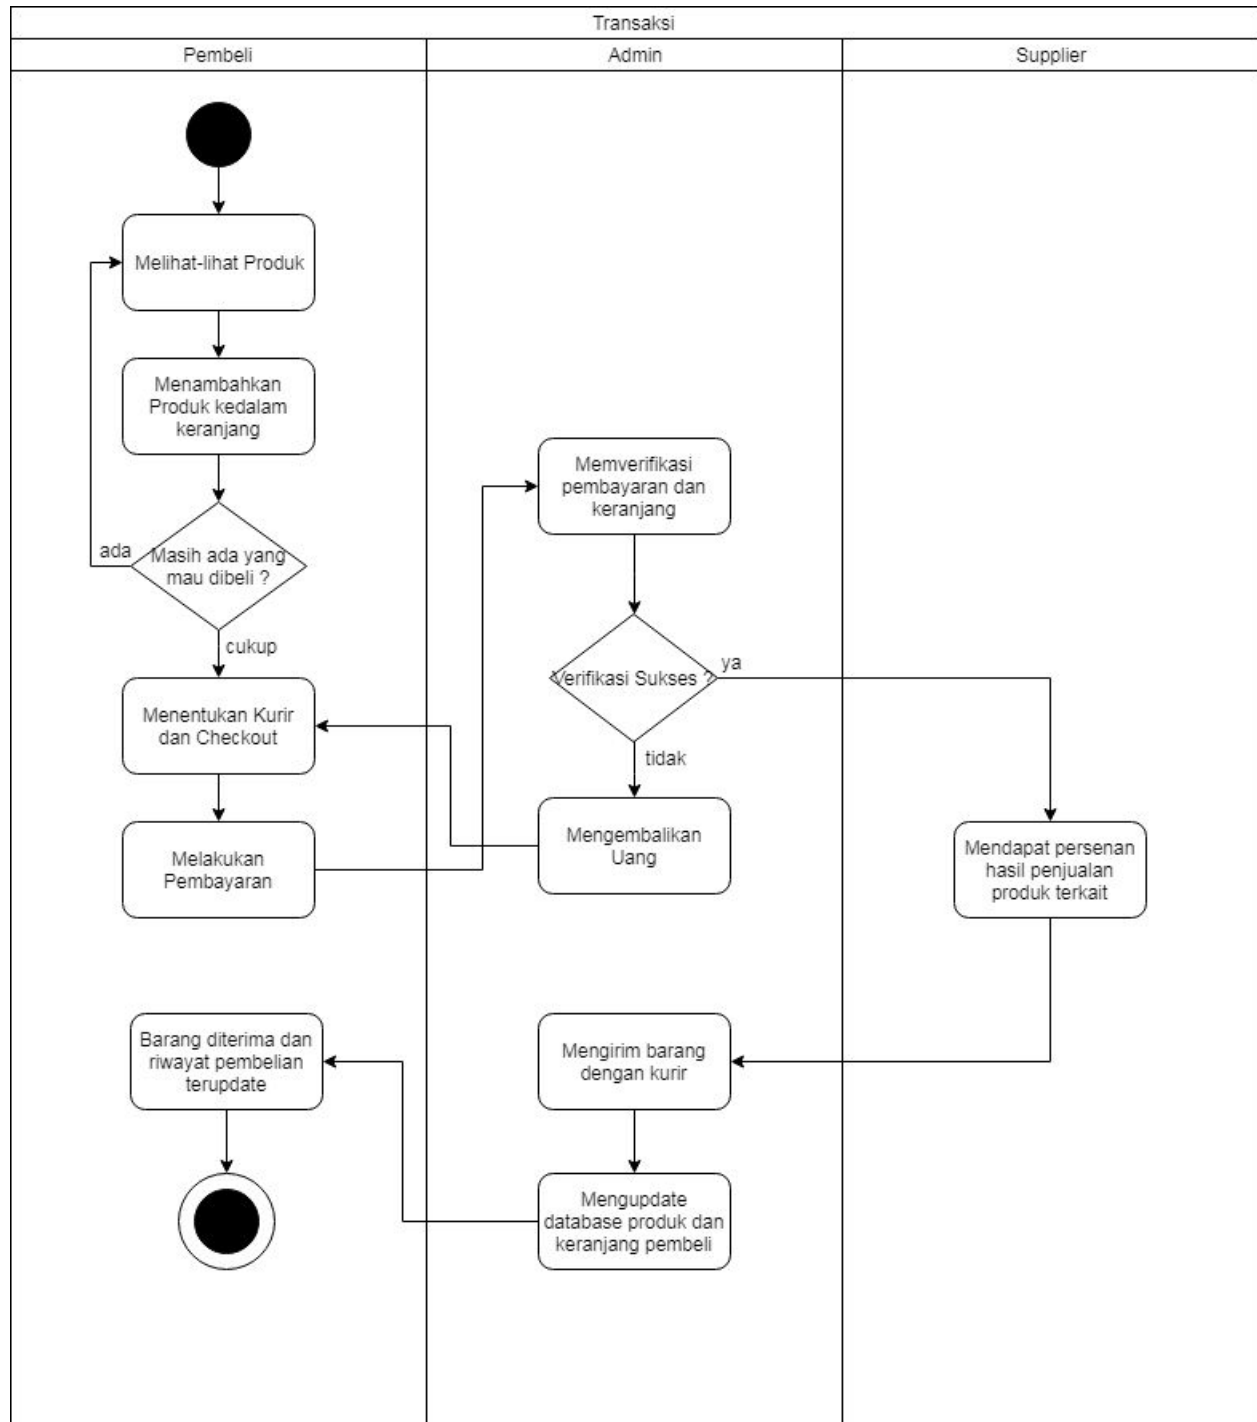 Transaksi
Pembeli
Admin
Supplier
Melihat-lihat Produk
Menambahkan
Produk kedalam
keranjang
Masih ada yang
mau dibeli ?
ada
cukup
Menentukan Kurir
dan Checkout
Melakukan
Pembayaran
Memverifikasi
pembayaran dan
keranjang
Verifikasi Sukses ?
ya
tidak
Mengembalikan
Uang
Mendapat persenan
hasil penjualan
produk terkait
Mengirim barang
dengan kurir
Mengupdate
database produk dan
keranjang pembeli
Barang diterima dan
riwayat pembelian
terupdate